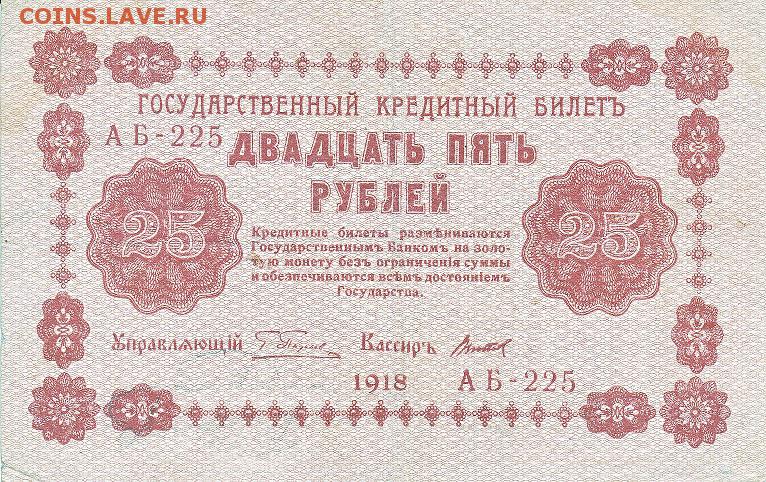 COINS.LAVE.RU
ГОСУДАРСТВЕННЫЙ КРЕДИТНЫЙ БИЛЕТЪ
АБ-225
ДВАДЦАТЬ ПЯТЬ
РУБЛЕЙ
25
25
Кредитные билеты размѣниваются
Государственнымъ Банкомъ на золо-
тую монету безъ ограниченія суммы
и обезпечиваются всѣмъ достояніемъ
Государства.
Управляющій
Кассиръ
1918 АБ-225